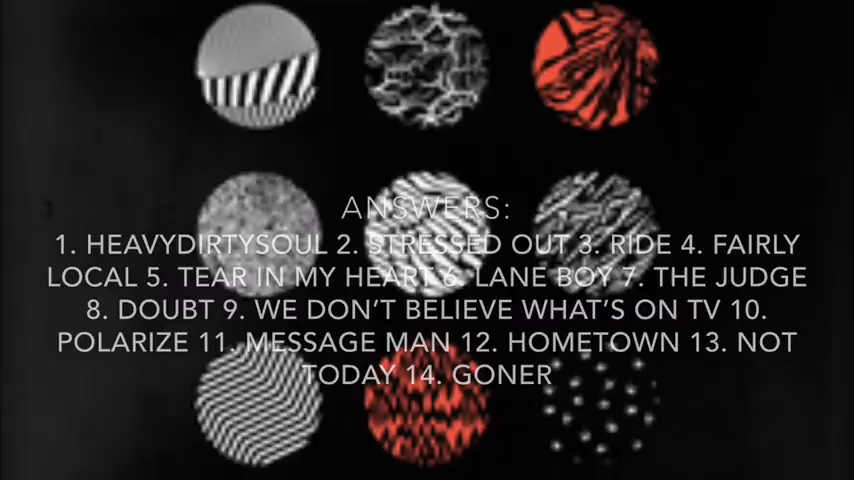 ANSWERS:
1. HEAVYDIRTYSOUL 2. STRESSED OUT 3. RIDE 4. FAIRLY
LOCAL 5. TEAR IN MY HEART 6. LANE BOY 7. THE JUDGE
8. DOUBT 9. WE DON’T BELIEVE WHAT’S ON TV 10.
POLARIZE 11. MESSAGE MAN 12. HOMETOWN 13. NOT
TODAY 14. GONER